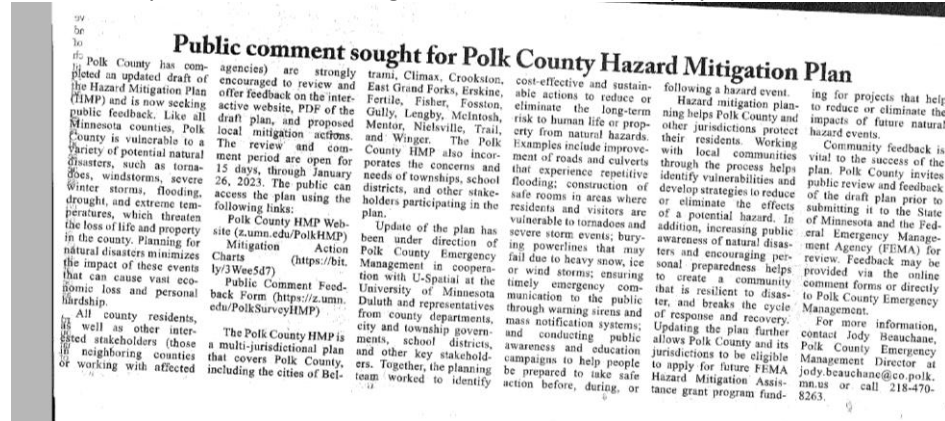 Public comment sought for Polk County Hazard Mitigation Plan
Polk County has com-
pleted an updated draft of
the Hazard Mitigation Plan
(HMP) and is now seeking
public feedback. Like all
Minnesota counties, Polk
County is vulnerable to a
variety of potential natural
disasters, such as torna-
does, windstorms, severe
winter storms, flooding,
drought, and extreme tem-
peratures, which threaten
the loss of life and property
in the county. Planning for
natural disasters minimizes
the impact of these events
that can cause vast eco-
nomic loss and personal
hardship.
All county residents,
as well as other inter-
ested stakeholders (those
in neighboring counties
or working with affected
agencies) are strongly
encouraged to review and
offer feedback on the inter-
active website, PDF of the
draft plan, and proposed
local mitigation actions.
The review and com-
ment period are open for
15 days, through January
26, 2023. The public can
access the plan using the
following links:
Polk County HMP Web-
site (z.umn.edu/PolkHMP)
Mitigation Action
Charts (https://bit.
ly/3Wee5d7)
Public Comment Feed-
back Form (https://z.umn.
edu/PolkSurveyHMP)
The Polk County HMP is
a multi-jurisdictional plan
that covers Polk County,
including the cities of Bel-
trami, Climax, Crookston,
East Grand Forks, Erskine,
Fertile, Fisher, Fosston,
Gully, Lengby, McIntosh,
Mentor, Nielsville, Trail,
and Winger. The Polk
County HMP also incor-
porates the concerns and
needs of townships, school
districts, and other stake-
holders participating in the
plan.
Update of the plan has
been under direction of
Polk County Emergency
Management in coopera-
tion with U-Spatial at the
University of Minnesota
Duluth and representatives
from county departments,
city and township govern-
ments, school districts,
and other key stakehold-
ers. Together, the planning
team worked to identify
cost-effective and sustain-
able actions to reduce or
eliminate the long-term
risk to human life or prop-
erty from natural hazards.
Examples include improve-
ment of roads and culverts
that experience repetitive
flooding; construction of
safe rooms in areas where
residents and visitors are
vulnerable to tornadoes and
severe storm events; bury-
ing powerlines that may
fail due to heavy snow, ice
or wind storms; ensuring
timely emergency com-
munication to the public
through warning sirens and
mass notification systems;
and conducting public
awareness and education
campaigns to help people
be prepared to take safe
action before, during, or
following a hazard event.
Hazard mitigation plan-
ning helps Polk County and
other jurisdictions protect
their residents. Working
with local communities
through the process helps
identify vulnerabilities and
develop strategies to reduce
or eliminate the effects
of a potential hazard. In
addition, increasing public
awareness of natural disas-
ters and encouraging per-
sonal preparedness helps
to create a community
that is resilient to disas-
ter, and breaks the cycle
of response and recovery.
Updating the plan further
allows Polk County and its
jurisdictions to be eligible
to apply for future FEMA
Hazard Mitigation Assis-
tance grant program fund-
ing for projects that help
to reduce or eliminate the
impacts of future natural
hazard events.
Community feedback is
vital to the success of the
plan. Polk County invites
public review and feedback
of the draft plan prior to
submitting it to the State
of Minnesota and the Fed-
eral Emergency Manage-
ment Agency (FEMA) for
review. Feedback may be
provided via the online
comment forms or directly
to Polk County Emergency
Management.
For more information,
contact Jody Beauchane,
Polk County Emergency
Management Director at
jody.beauchane@co.polk.
mn.us or call 218-470-
8263.